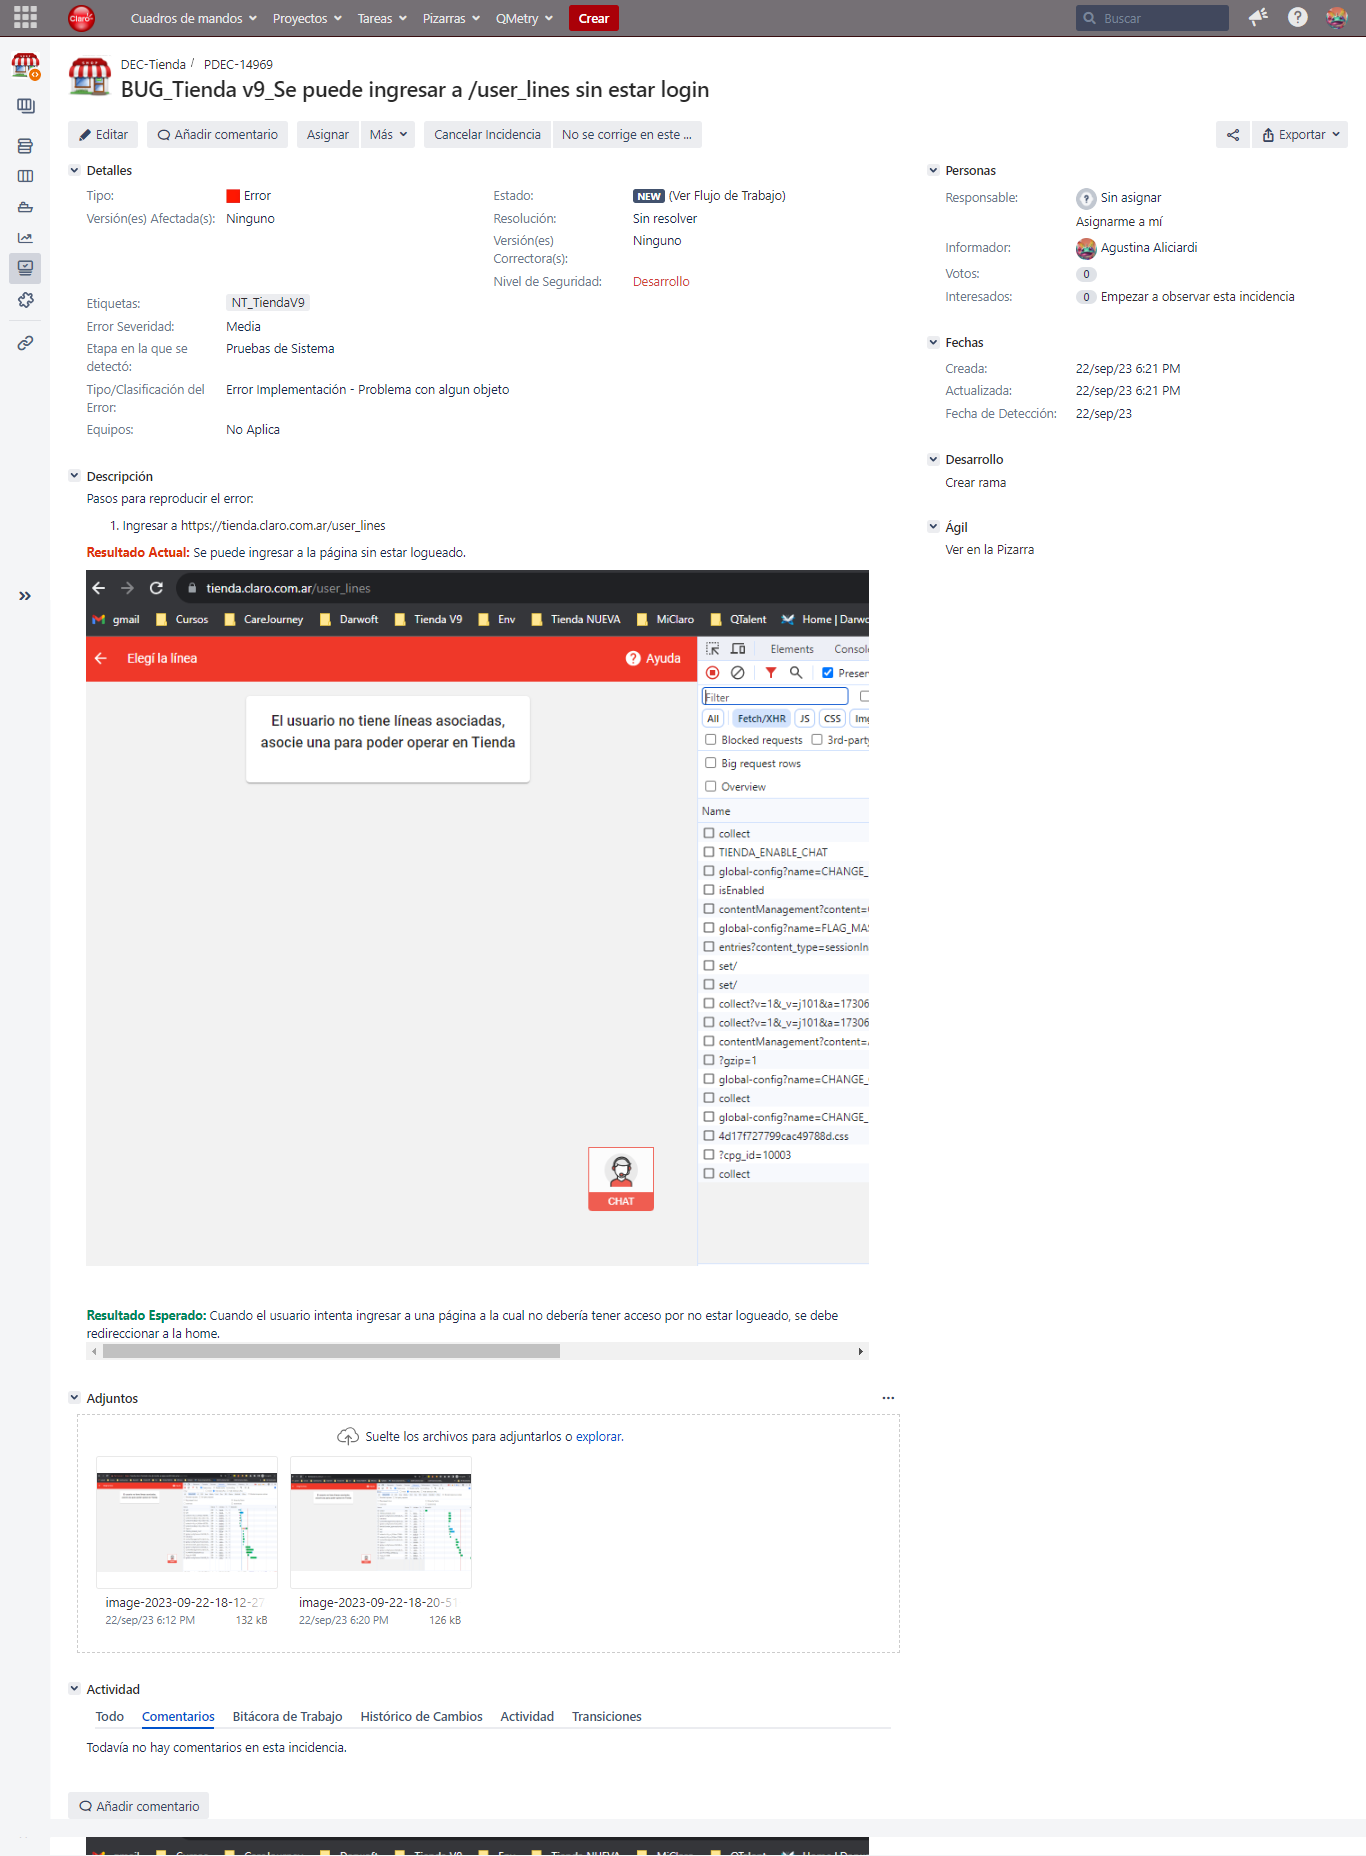 Claro
Cuadros de mandos
Proyectos
Tareas
Pizarras
QMetry
Crear
Buscar
DEC-Tienda / PDEC-14969
BUG_Tienda v9_Se puede ingresar a /user_lines sin estar login
Editar
Añadir comentario
Asignar
Más
Cancelar Incidencia
No se corrige en este ...
Exportar
Detalles
Tipo: Error
Versión(es) Afectada(s): Ninguno
Estado: NEW (Ver Flujo de Trabajo)
Resolución: Sin resolver
Versión(es) Correctora(s): Ninguno
Nivel de Seguridad: Desarrollo
Etiquetas: NT_TiendaV9
Error Severidad: Media
Etapa en la que se detectó: Pruebas de Sistema
Tipo/Clasificación del Error: Error Implementación - Problema con algun objeto
Equipos: No Aplica
Personas
Responsable: Sin asignar
Asignarme a mí
Informador: Agustina Aliciardi
Votos: 0
Interesados: 0 Empezar a observar esta incidencia
Fechas
Creada: 22/sep/23 6:21 PM
Actualizada: 22/sep/23 6:21 PM
Fecha de Detección: 22/sep/23
Desarrollo
Crear rama
Ágil
Ver en la Pizarra
Descripción
Pasos para reproducir el error:
1. Ingresar a https://tienda.claro.com.ar/user_lines
Resultado Actual: Se puede ingresar a la página sin estar logueado.
tienda.claro.com.ar/user_lines
gmail Cursos CareJourney Darwoft Tienda V9 Env Tienda NUEVA MiClaro QTalent Home | Darwo
Elegí la línea
Ayuda
El usuario no tiene líneas asociadas,
asocie una para poder operar en Tienda
CHAT
Elements Console
Preser
Filter
All Fetch/XHR JS CSS Img
Blocked requests 3rd-party
Big request rows
Overview
Name
collect
TIENDA_ENABLE_CHAT
global-config?name=CHANGE_
isEnabled
contentManagement?content=
global-config?name=FLAG_MAS
entries?content_type=sessionIn
set/
set/
collect?v=1&_v=j101&a=17306
collect?v=1&_v=j101&a=17306
contentManagement?content=
?gzip=1
global-config?name=CHANGE_
collect
global-config?name=CHANGE_
4d17f727799cac49788d.css
?cpg_id=10003
collect
Resultado Esperado: Cuando el usuario intenta ingresar a una página a la cual no debería tener acceso por no estar logueado, se debe
redireccionar a la home.
Adjuntos
Suelte los archivos para adjuntarlos o explorar.
image-2023-09-22-18-12-27
22/sep/23 6:12 PM 132 kB
image-2023-09-22-18-20-51
22/sep/23 6:20 PM 126 kB
Actividad
Todo Comentarios Bitácora de Trabajo Histórico de Cambios Actividad Transiciones
Todavía no hay comentarios en esta incidencia.
Añadir comentario